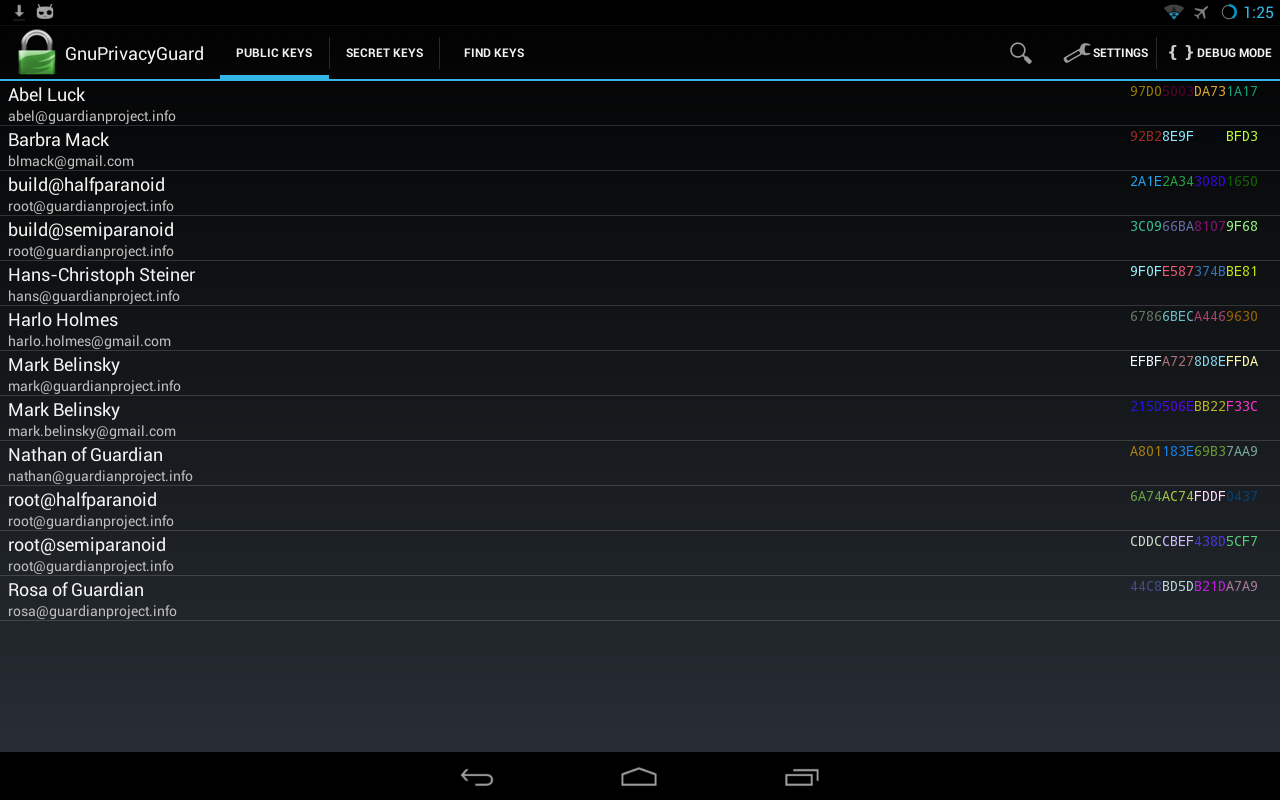 1:25
GnuPrivacyGuard PUBLIC KEYS SECRET KEYS FIND KEYS SETTINGS { } DEBUG MODE
Abel Luck 97D05003DA731A17
abel@guardianproject.info
Barbra Mack 92B28E9F BFD3
blmack@gmail.com
build@halfparanoid 2A1E2A34308D1650
root@guardianproject.info
build@semiparanoid 3C0966BA81079F68
root@guardianproject.info
Hans-Christoph Steiner 9F0FE587374BBE81
hans@guardianproject.info
Harlo Holmes 67866BECA4469630
harlo.holmes@gmail.com
Mark Belinsky EFBFA7278D8EFFDA
mark@guardianproject.info
Mark Belinsky 215D506EBB22F33C
mark.belinsky@gmail.com
Nathan of Guardian A801183E69B37AA9
nathan@guardianproject.info
root@halfparanoid 6A74AC74FDDF0437
root@guardianproject.info
root@semiparanoid CDDCCBEF438D5CF7
root@guardianproject.info
Rosa of Guardian 44C8BD5DB21DA7A9
rosa@guardianproject.info